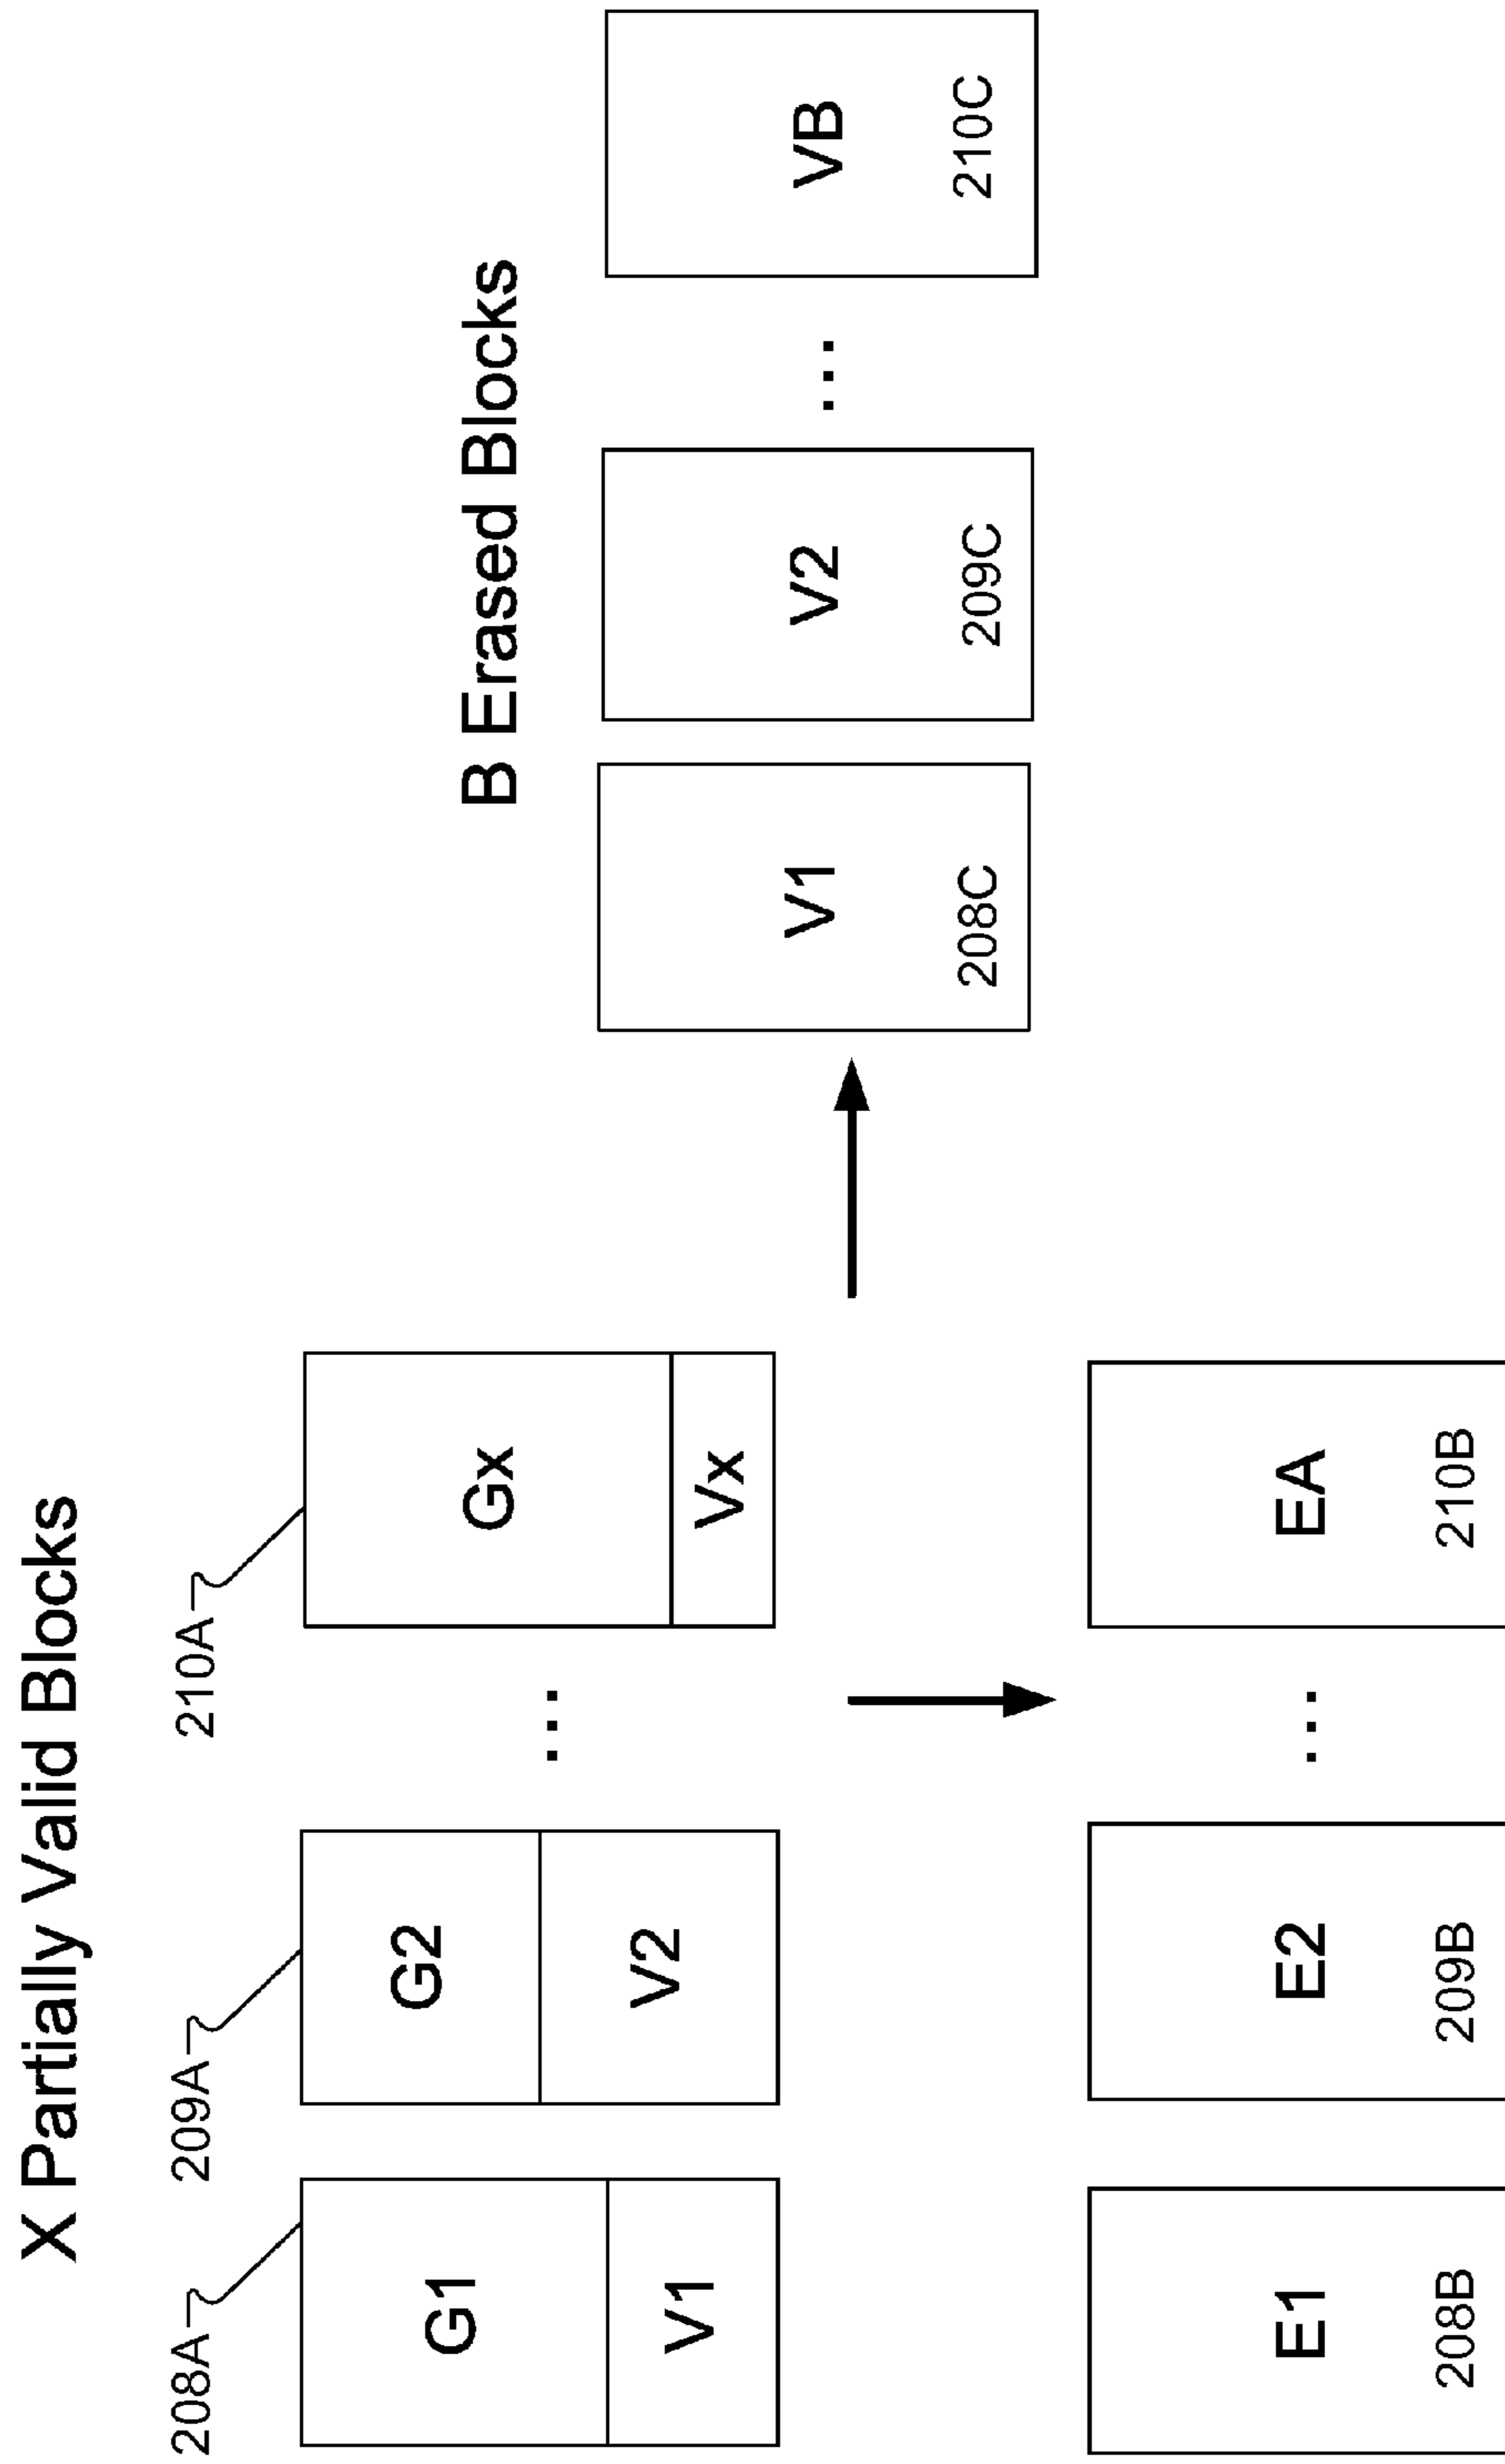 X Partially Valid Blocks
208A
209A
210A
G1
G2
...
Gx
V1
V2
Vx
B Erased Blocks
V1
V2
...
VB
208C
209C
210C
E1
E2
...
EA
208B
209B
210B